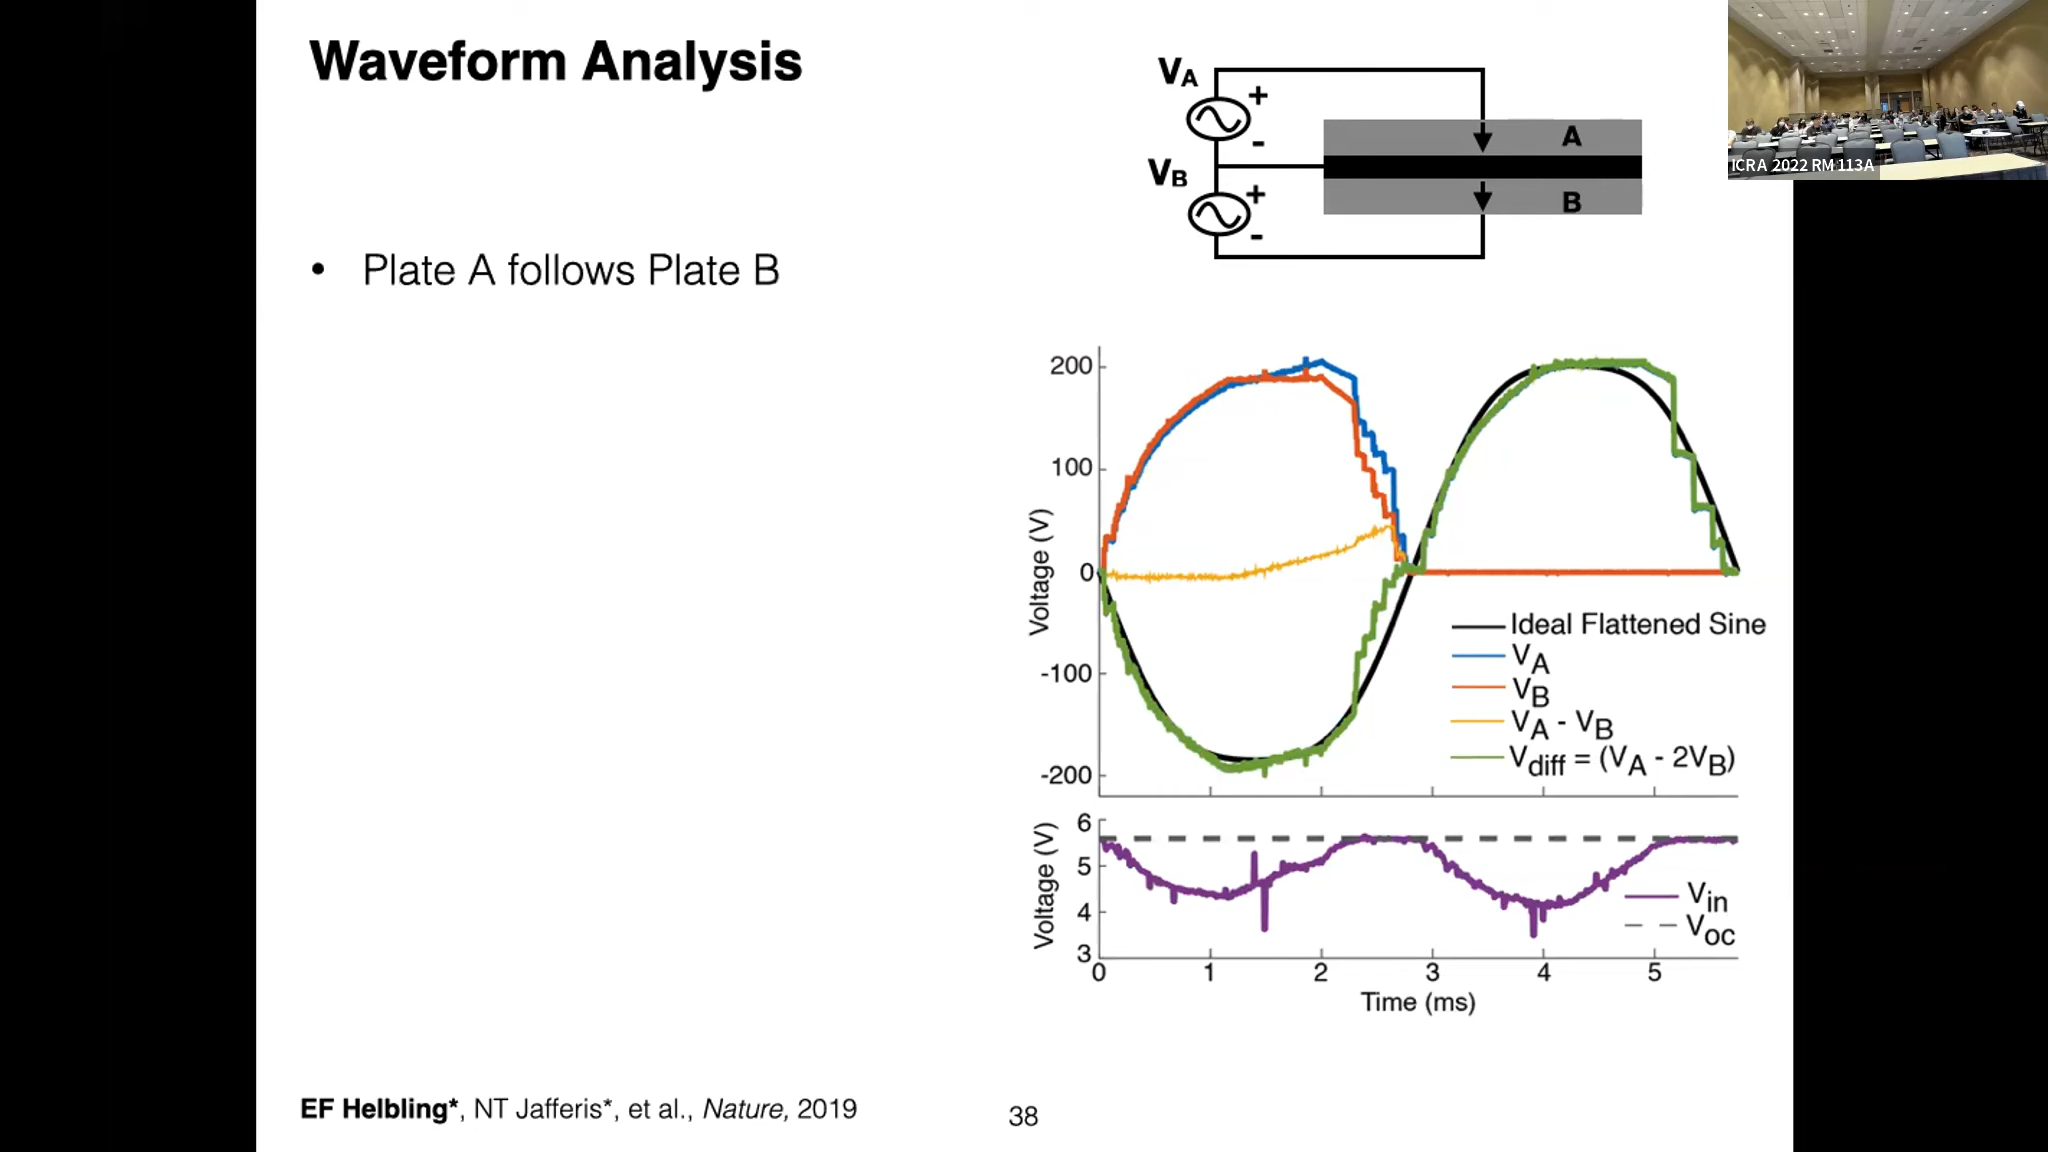 Waveform Analysis
VA
+
-
VB
+
-
A
B
ICRA 2022 RM 113A
• Plate A follows Plate B
200
100
0
-100
-200
Voltage (V)
Ideal Flattened Sine
VA
VB
VA - VB
Vdiff = (VA - 2VB)
6
5
4
3
Voltage (V)
Vin
Voc
0 1 2 3 4 5
Time (ms)
EF Helbling*, NT Jafferis*, et al., Nature, 2019
38